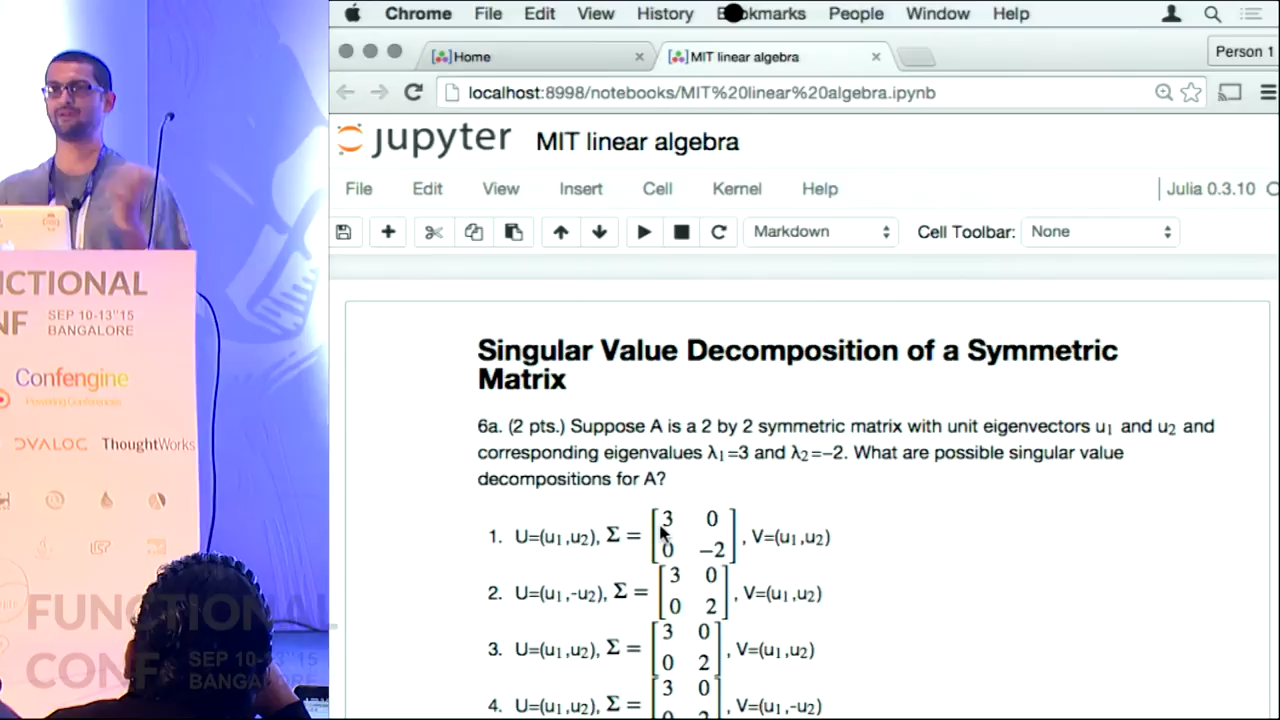 Chrome File Edit View History Bookmarks People Window Help
Home
MIT linear algebra
Person 1
localhost:8998/notebooks/MIT%20linear%20algebra.ipynb
jupyter MIT linear algebra
File Edit View Insert Cell Kernel Help
Julia 0.3.10
Markdown
Cell Toolbar: None
Singular Value Decomposition of a Symmetric
Matrix
6a. (2 pts.) Suppose A is a 2 by 2 symmetric matrix with unit eigenvectors u₁ and u₂ and
corresponding eigenvalues λ₁=3 and λ₂=−2. What are possible singular value
decompositions for A?
1. U=(u₁,u₂), Σ = [3 0 0 −2], V=(u₁,u₂)
2. U=(u₁,-u₂), Σ = [3 0 0 2], V=(u₁,u₂)
3. U=(u₁,u₂), Σ = [3 0 0 2], V=(u₁,u₂)
4. U=(u₁,u₂), Σ = [3 0 0 2], V=(u₁,-u₂)
NCTIONAL
NF SEP 10-13"15
BANGALORE
Confengine
Powering Conferences
DVALOC ThoughtWorks
FUNCTIONAL
CONF SEP 10-13"15
BANGALORE